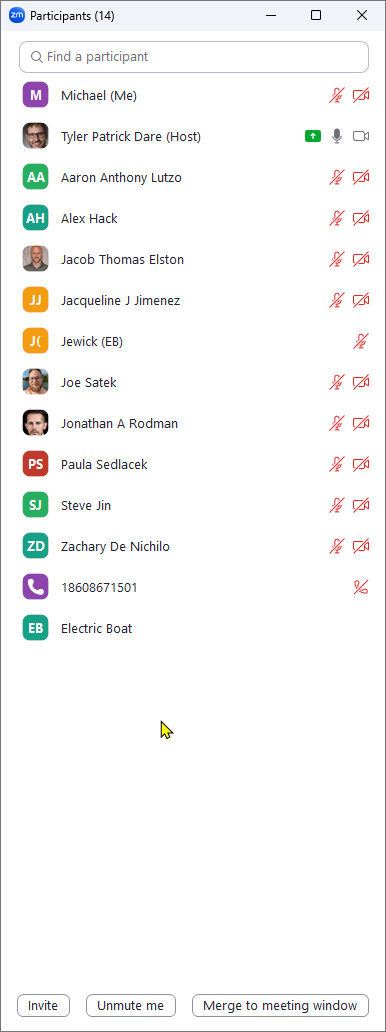 zm Participants (14)
Find a participant
M Michael (Me)
Tyler Patrick Dare (Host)
AA Aaron Anthony Lutzo
AH Alex Hack
Jacob Thomas Elston
JJ Jacqueline J Jimenez
J( Jewick (EB)
Joe Satek
Jonathan A Rodman
PS Paula Sedlacek
SJ Steve Jin
ZD Zachary De Nichilo
18608671501
EB Electric Boat
Invite Unmute me Merge to meeting window